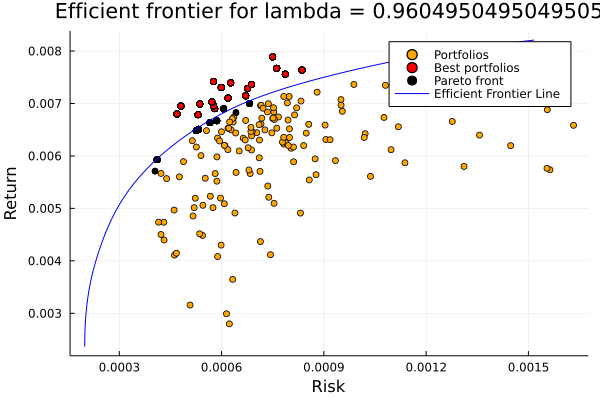 Efficient frontier for lambda = 0.9604950495049505
0.008
0.007
0.006
0.005
0.004
0.003
Return
Portfolios
Best portfolios
Pareto front
Efficient Frontier Line
0.0003 0.0006 0.0009 0.0012 0.0015
Risk